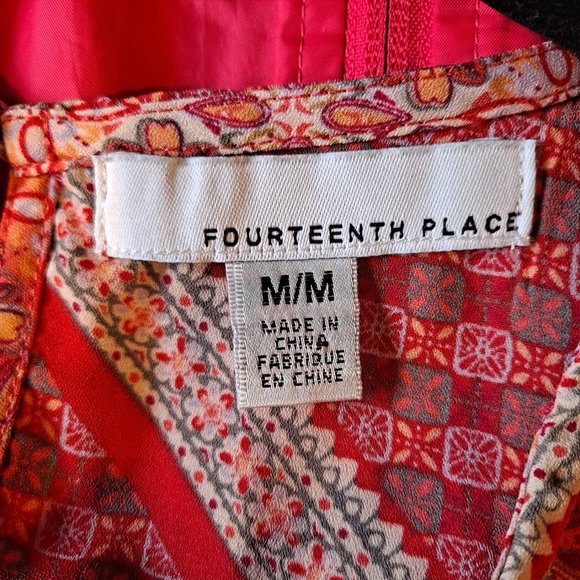 FOURTEENTH PLACE
M/M
MADE IN
CHINA
FABRIQUE
EN CHINE